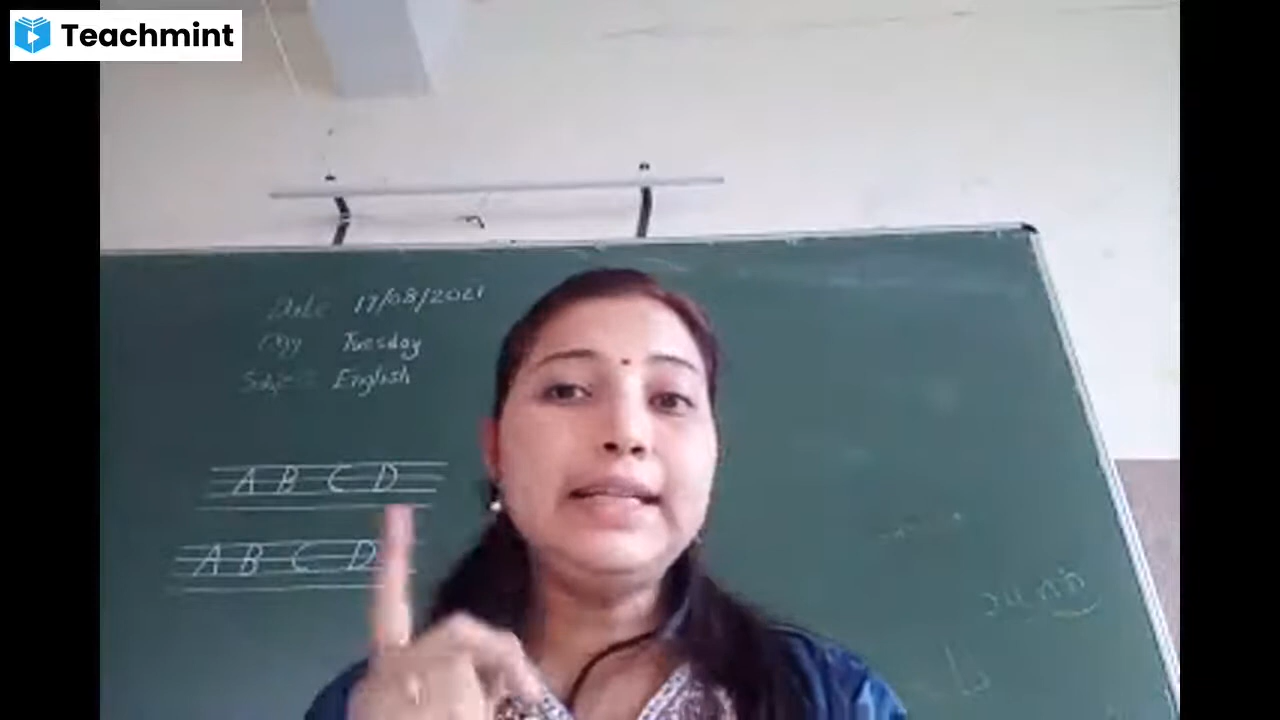 Teachmint
Date 17/08/2021
Day Tuesday
Subject English
A B C D
A B C D